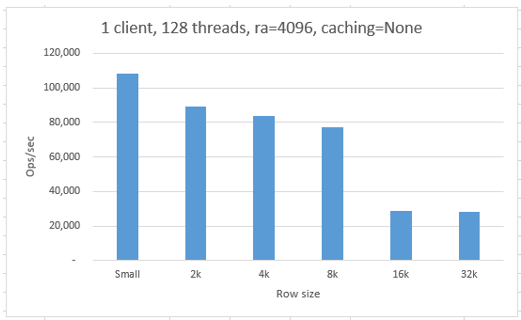 1 client, 128 threads, ra=4096, caching=None
120,000
100,000
80,000
60,000
40,000
20,000
-
Ops/sec
Small 2k 4k 8k 16k 32k
Row size